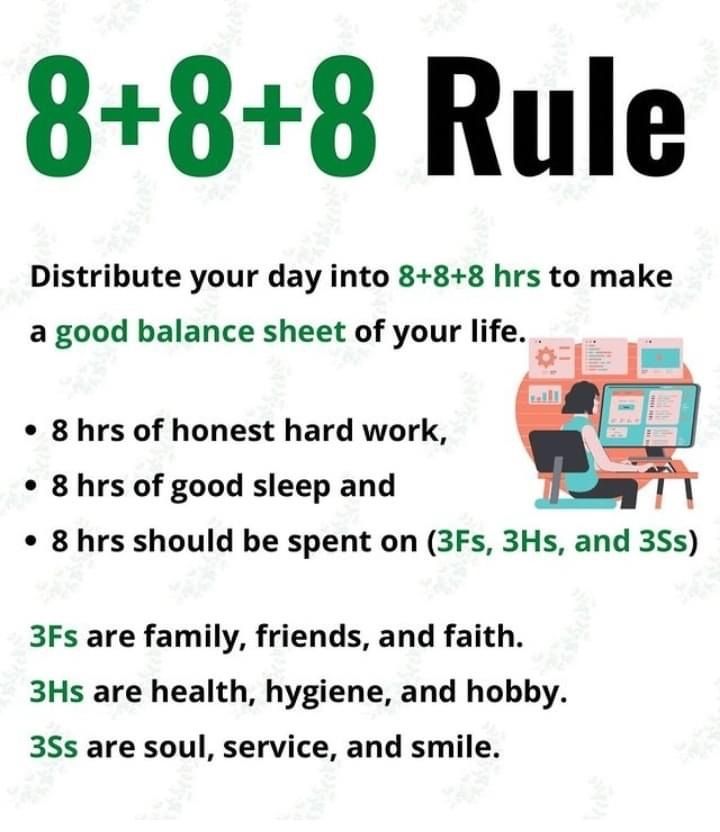 8+8+8 Rule
Distribute your day into 8+8+8 hrs to make
a good balance sheet of your life.
• 8 hrs of honest hard work,
• 8 hrs of good sleep and
• 8 hrs should be spent on (3Fs, 3Hs, and 3Ss)
3Fs are family, friends, and faith.
3Hs are health, hygiene, and hobby.
3Ss are soul, service, and smile.